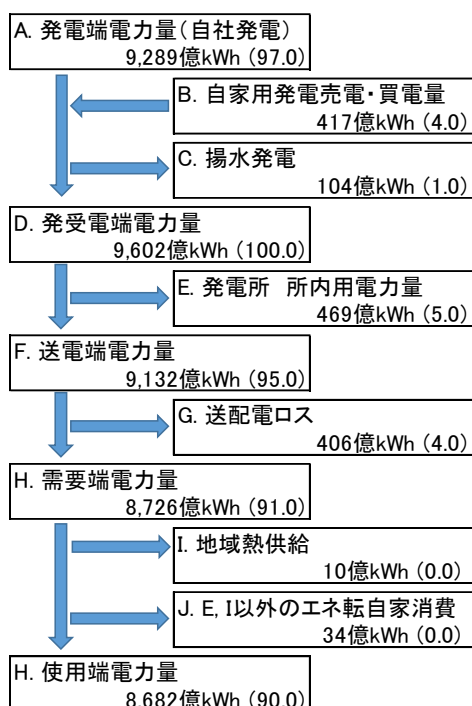 A. 発電端電力量（自社発電）
9,289億kWh (97.0)
B. 自家用発電売電・買電量
417億kWh (4.0)
C. 揚水発電
104億kWh (1.0)
D. 発受電端電力量
9,602億kWh (100.0)
E. 発電所　所内用電力量
469億kWh (5.0)
F. 送電端電力量
9,132億kWh (95.0)
G. 送配電ロス
406億kWh (4.0)
H. 需要端電力量
8,726億kWh (91.0)
I. 地域熱供給
10億kWh (0.0)
J. E, I以外のエネ転自家消費
34億kWh (0.0)
H. 使用端電力量
8,682億kWh (90.0)